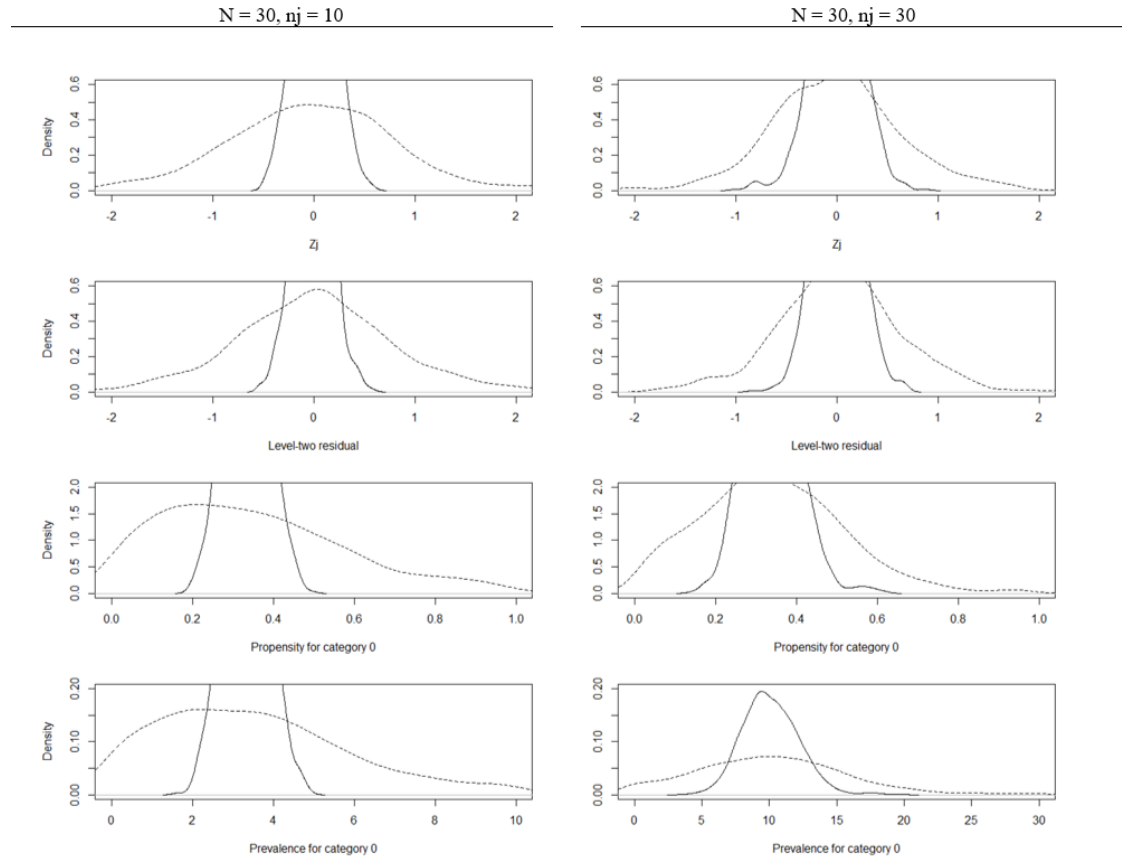 N = 30, nj = 10
N = 30, nj = 30
Density
0.0 0.2 0.4 0.6
-2 -1 0 1 2
Zj
0.0 0.2 0.4 0.6
-2 -1 0 1 2
Zj
Density
0.0 0.2 0.4 0.6
-2 -1 0 1 2
Level-two residual
0.0 0.2 0.4 0.6
-2 -1 0 1 2
Level-two residual
Density
0.0 0.5 1.0 1.5 2.0
0.0 0.2 0.4 0.6 0.8 1.0
Propensity for category 0
0.0 0.5 1.0 1.5 2.0
0.0 0.2 0.4 0.6 0.8 1.0
Propensity for category 0
Density
0.00 0.10 0.20
0 2 4 6 8 10
Prevalence for category 0
0.00 0.10 0.20
0 5 10 15 20 25 30
Prevalence for category 0